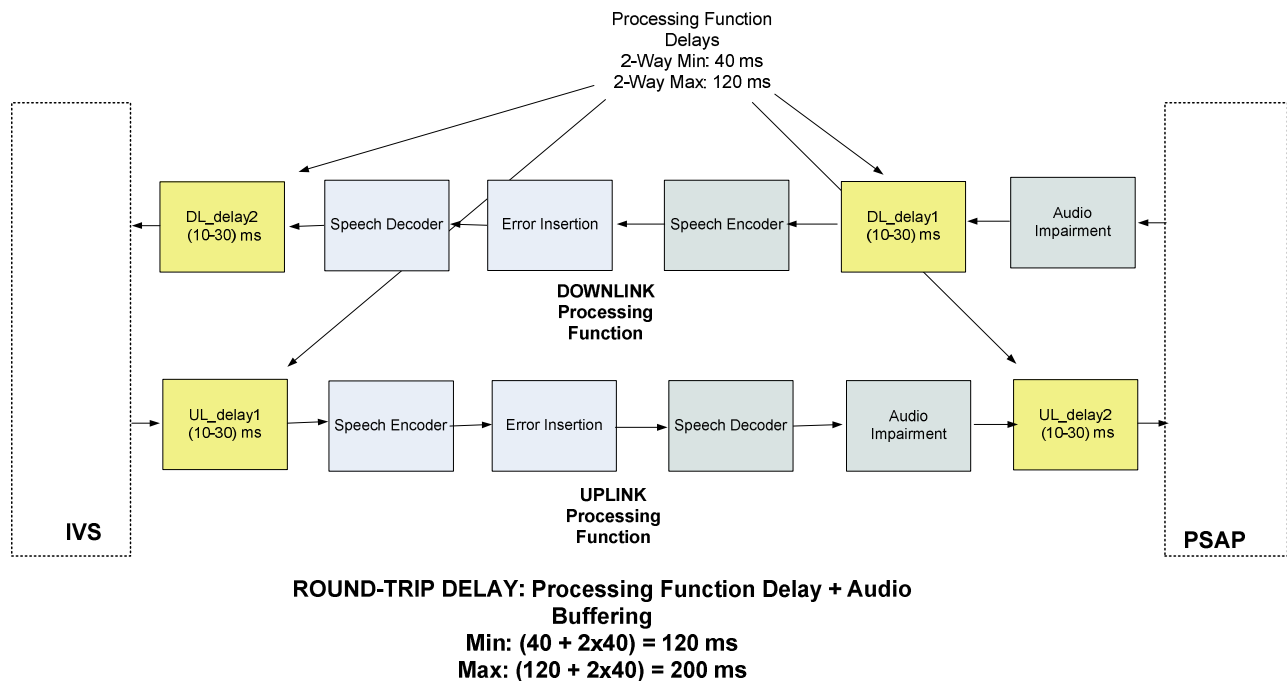 Processing Function
Delays
2-Way Min: 40 ms
2-Way Max: 120 ms
DL_delay2
(10-30) ms
Speech Decoder
Error Insertion
Speech Encoder
DL_delay1
(10-30) ms
Audio
Impairment
DOWNLINK
Processing
Function
UL_delay1
(10-30) ms
Speech Encoder
Error Insertion
Speech Decoder
Audio
Impairment
UL_delay2
(10-30) ms
UPLINK
Processing
Function
IVS
PSAP
ROUND-TRIP DELAY: Processing Function Delay + Audio
Buffering
Min: (40 + 2x40) = 120 ms
Max: (120 + 2x40) = 200 ms